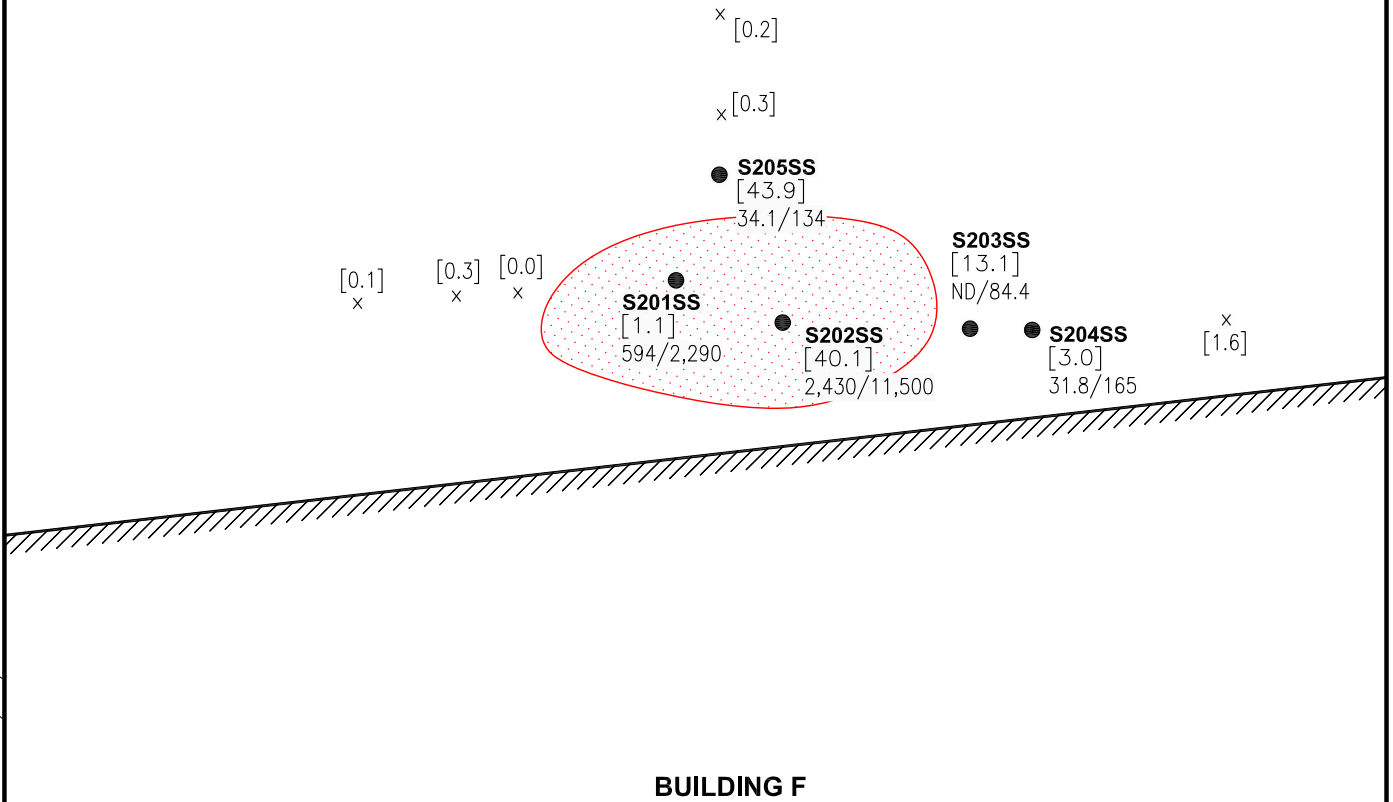 x
[0.2]
x [0.3]
S205SS
[43.9]
34.1/134
S203SS
[13.1]
ND/84.4
[0.1]
x
[0.3]
x
[0.0]
x
S201SS
[1.1]
594/2,290
S202SS
[40.1]
2,430/11,500
S204SS
[3.0]
31.8/165
x
[1.6]
BUILDING F